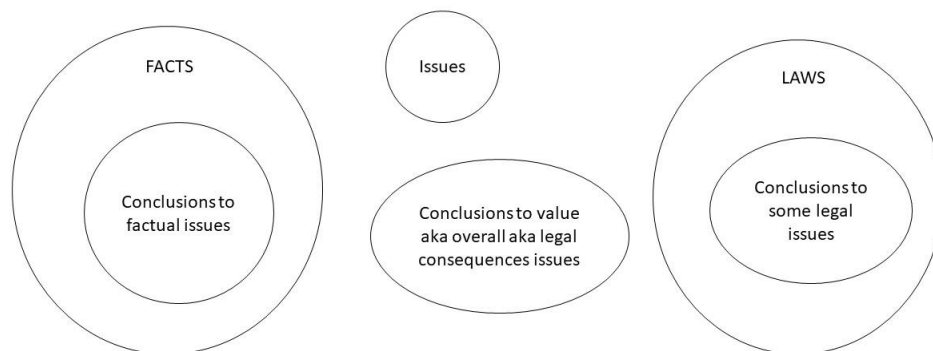 FACTS
Conclusions to
factual issues
Issues
Conclusions to value
aka overall aka legal
consequences issues
LAWS
Conclusions to
some legal
issues